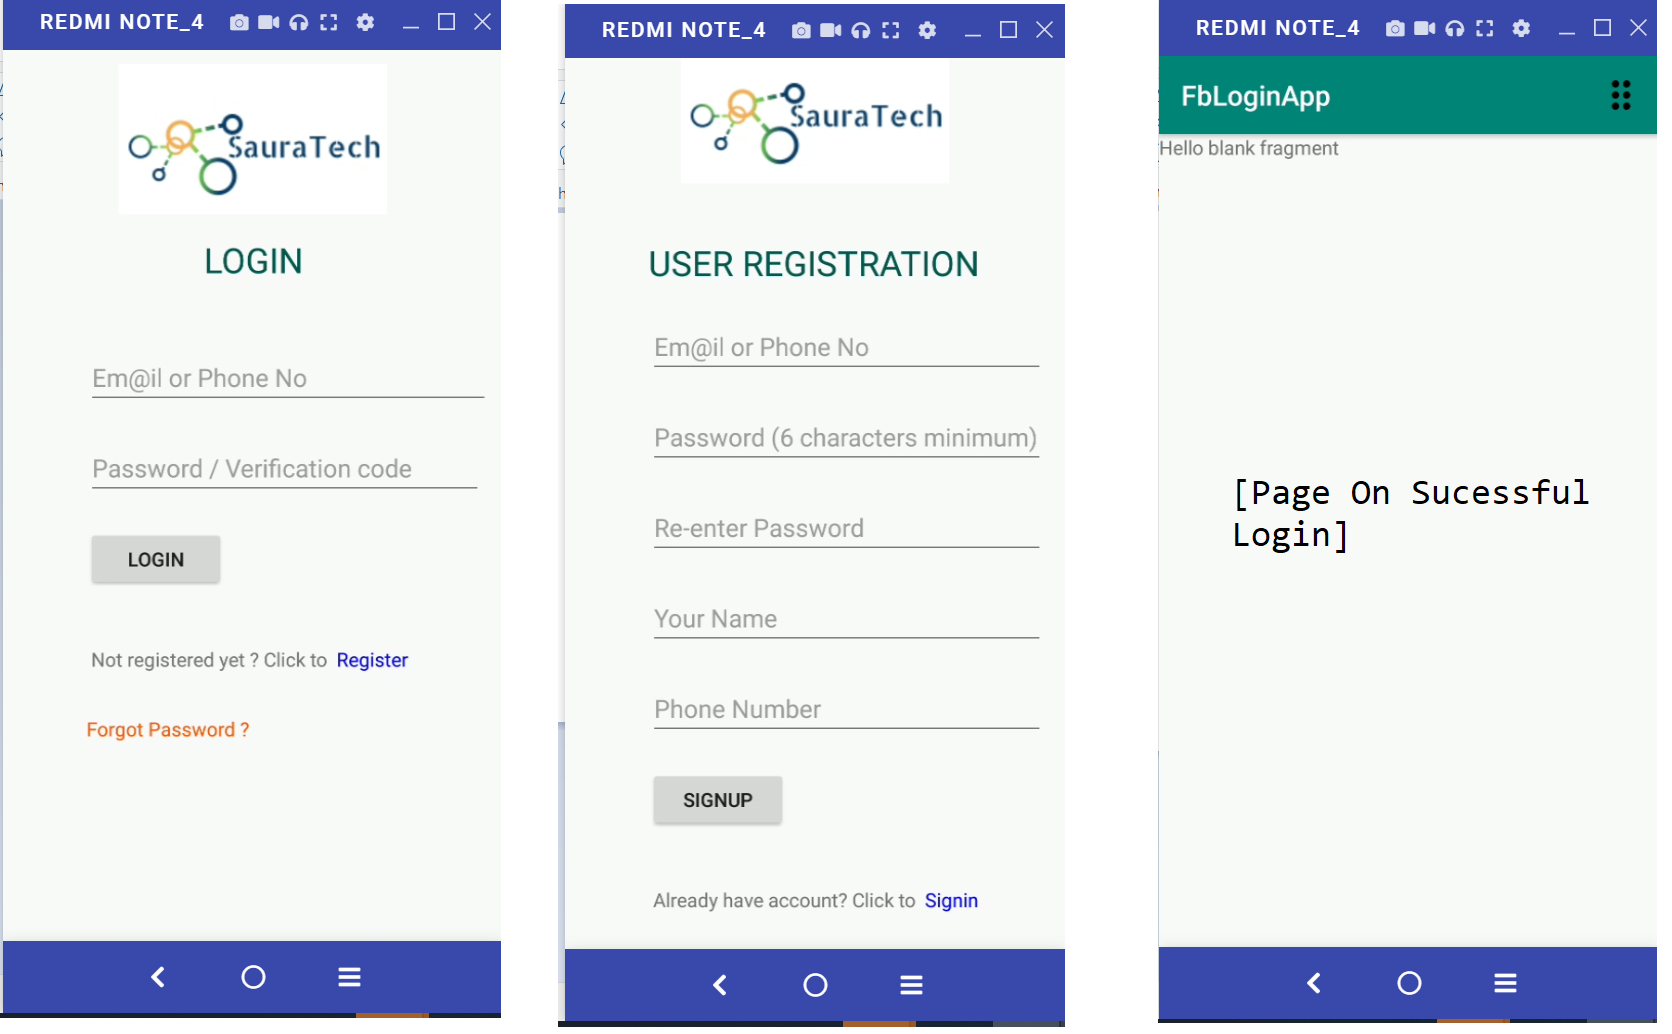 REDMI NOTE_4
SauraTech
LOGIN
Em@il or Phone No
Password / Verification code
LOGIN
Not registered yet ? Click to Register
Forgot Password ?
REDMI NOTE_4
SauraTech
USER REGISTRATION
Em@il or Phone No
Password (6 characters minimum)
Re-enter Password
Your Name
Phone Number
SIGNUP
Already have account? Click to Signin
REDMI NOTE_4
FbLoginApp
Hello blank fragment
[Page On Sucessful
Login]